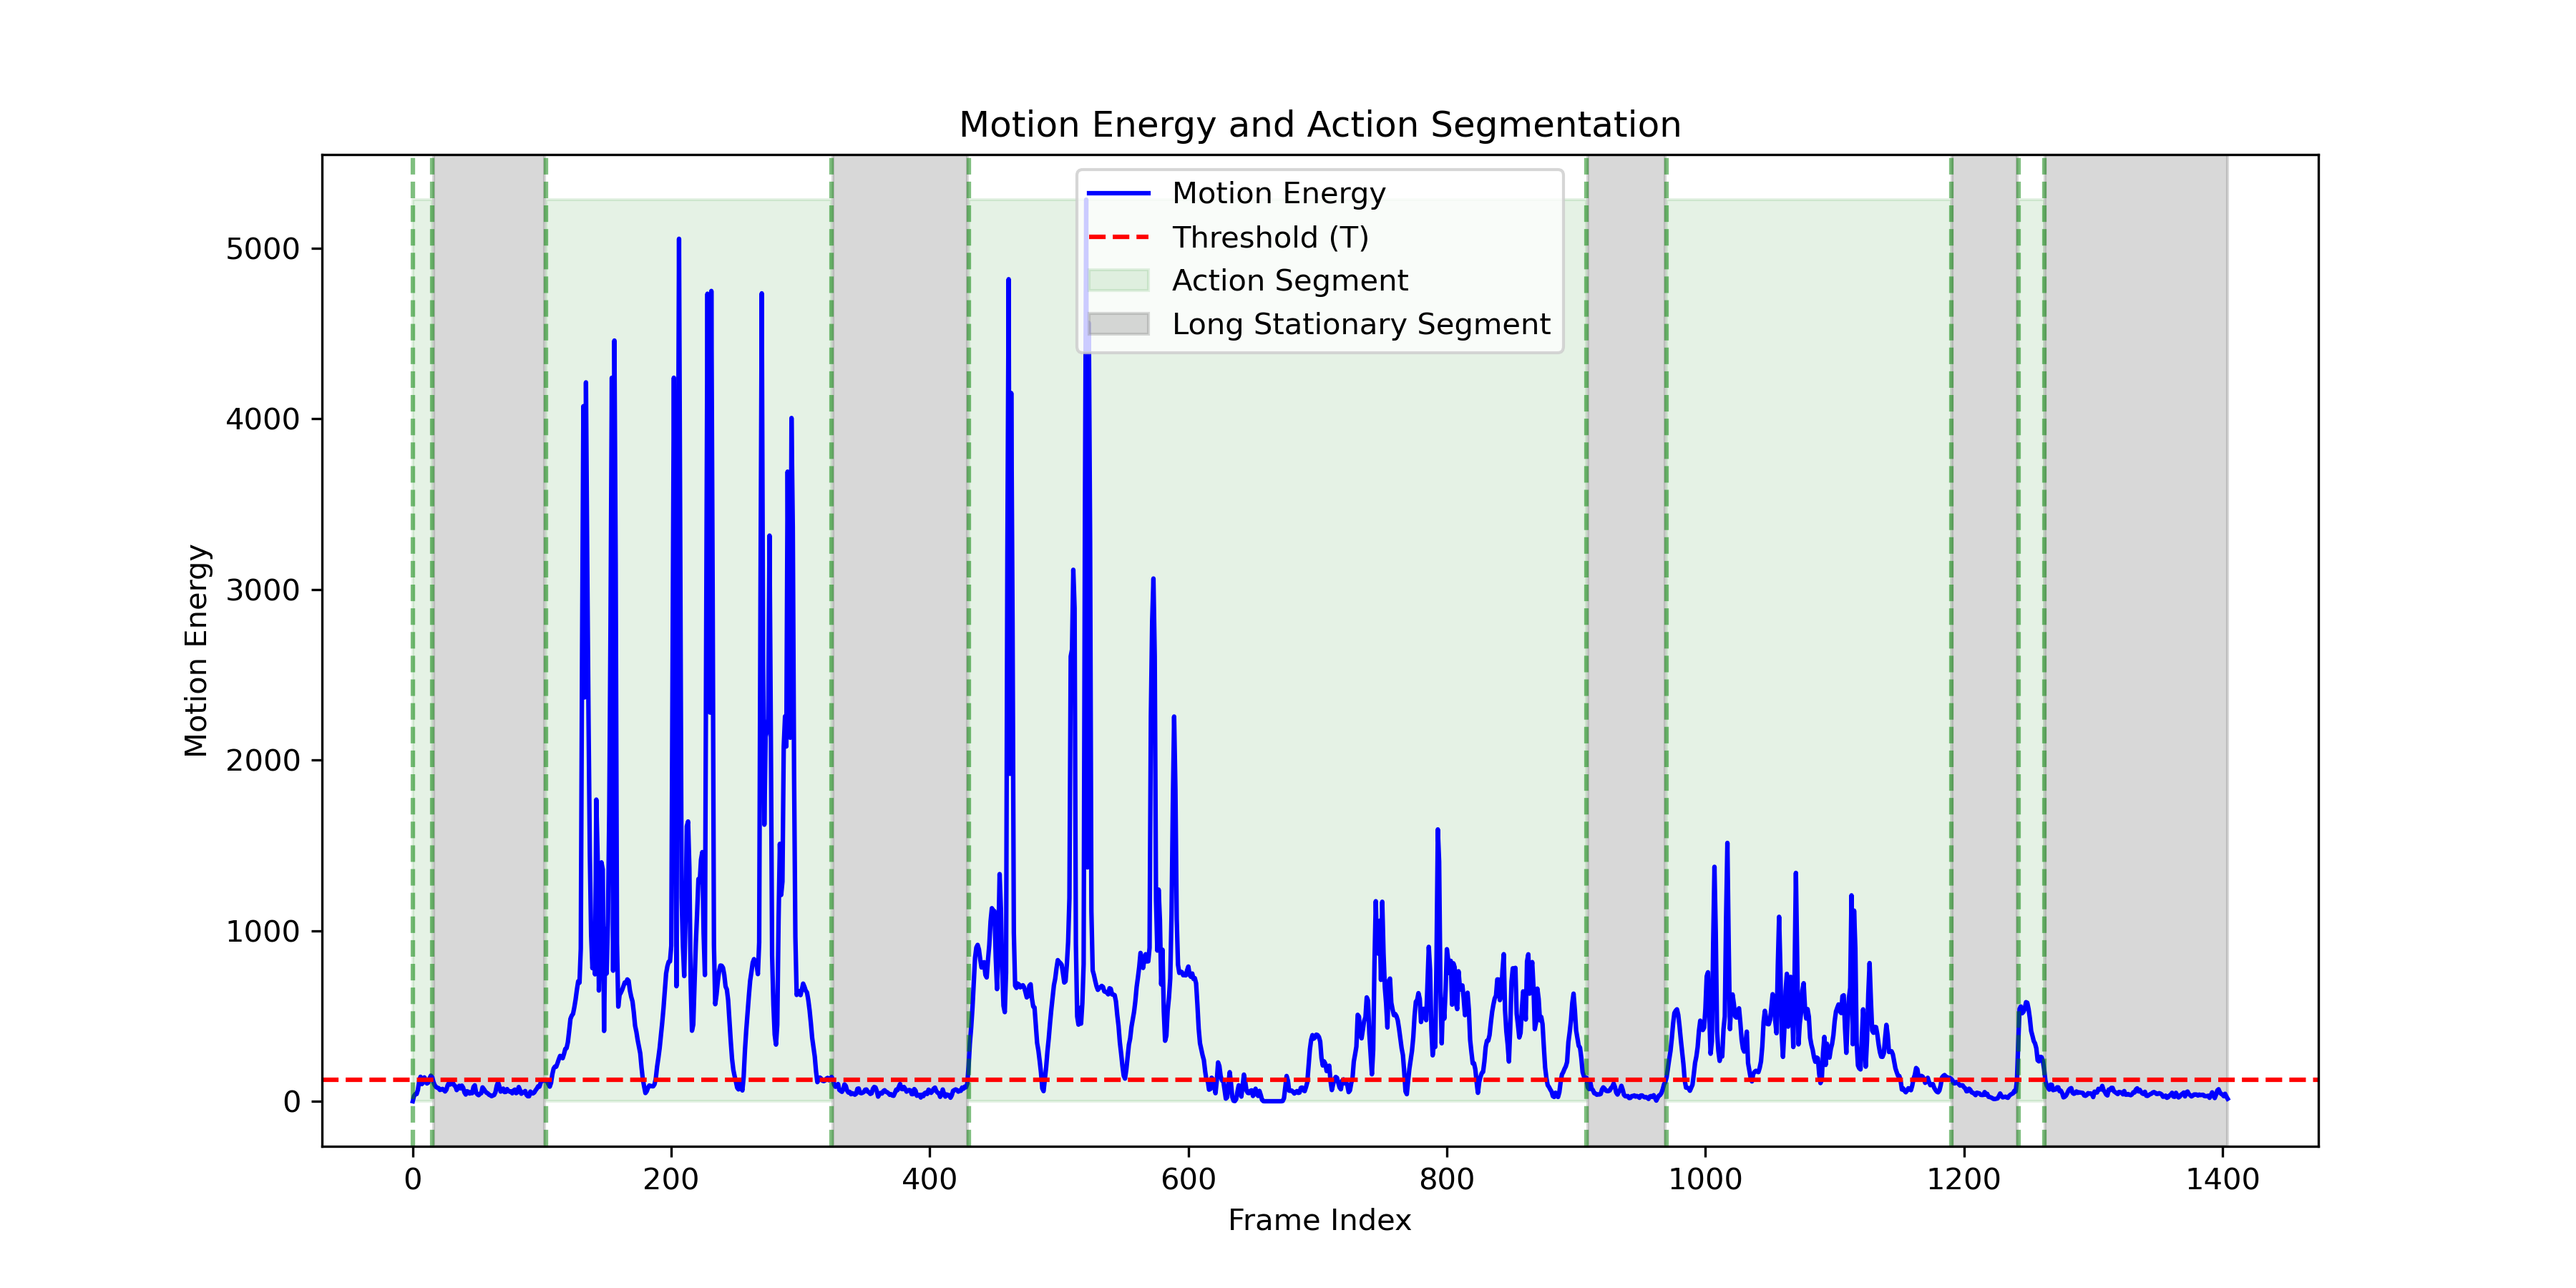 Motion Energy and Action Segmentation
Motion Energy
Threshold (T)
Action Segment
Long Stationary Segment
Motion Energy
5000
4000
3000
2000
1000
0
0 200 400 600 800 1000 1200 1400
Frame Index